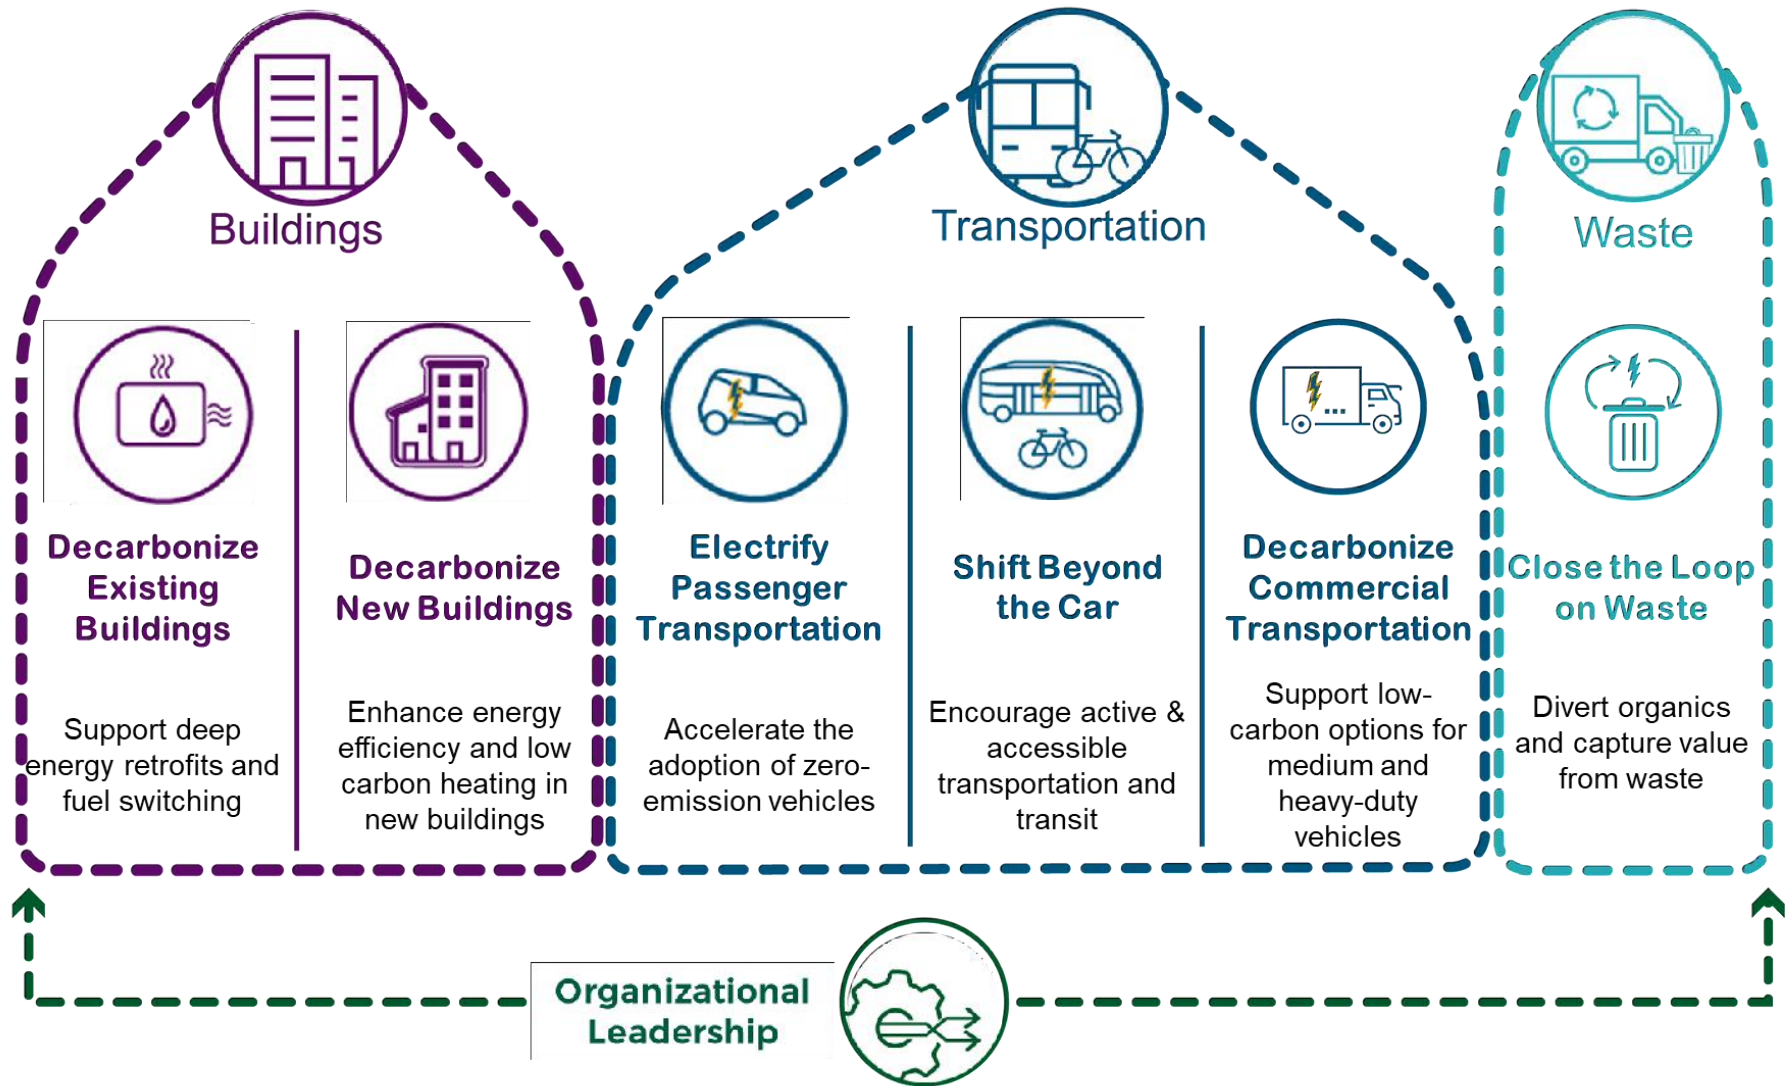 Buildings
Transportation
Waste
Decarbonize
Existing
Buildings
Support deep
energy retrofits and
fuel switching
Decarbonize
New Buildings
Enhance energy
efficiency and low
carbon heating in
new buildings
Electrify
Passenger
Transportation
Accelerate the
adoption of zero-
emission vehicles
Shift Beyond
the Car
Encourage active &
accessible
transportation and
transit
Decarbonize
Commercial
Transportation
Support low-
carbon options for
medium and
heavy-duty
vehicles
Close the Loop
on Waste
Divert organics
and capture value
from waste
Organizational
Leadership